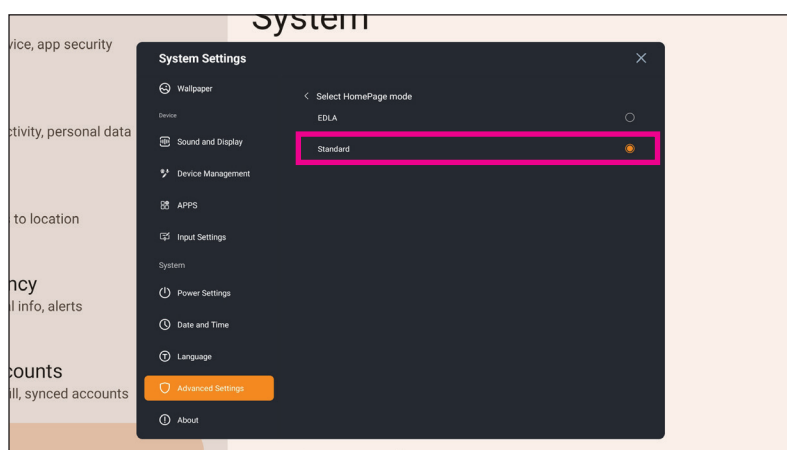 System
vice, app security
ctivity, personal data
to location
ncy
al info, alerts
counts
ill, synced accounts
System Settings
Wallpaper
Device
Sound and Display
Device Management
APPS
Input Settings
System
Power Settings
Date and Time
Language
Advanced Settings
About
< Select HomePage mode
EDLA
Standard